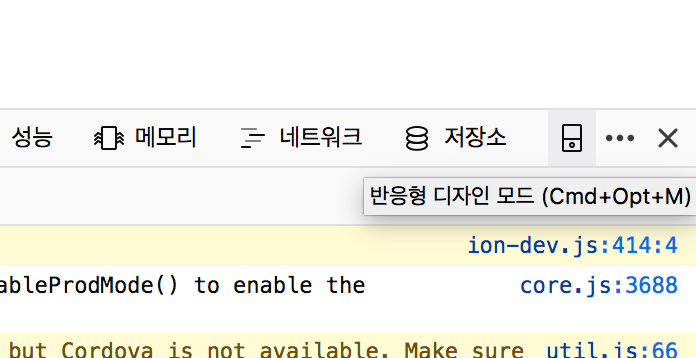 성능 메모리 네트워크 저장소
반응형 디자인 모드 (Cmd+Opt+M)
ion-dev.js:414:4
ableProdMode() to enable the core.js:3688
but Cordova is not available. Make sure util.js:66